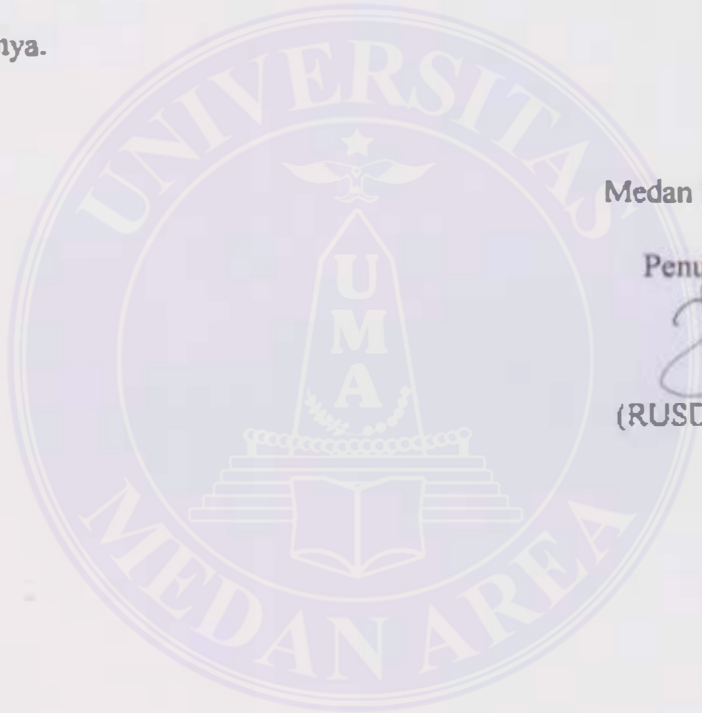 nya.
UNIVERSITAS
Medan
Penu
U
M
A
(RUSD
MEDAN AREA